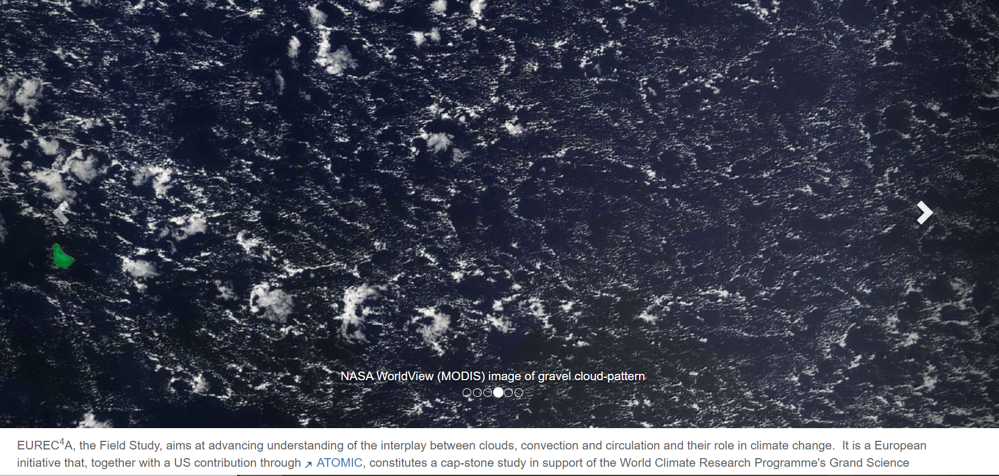 NASA WorldView (MODIS) image of gravel cloud-pattern
EUREC⁴A, the Field Study, aims at advancing understanding of the interplay between clouds, convection and circulation and their role in climate change.  It is a European
initiative that, together with a US contribution through ATOMIC, constitutes a cap-stone study in support of the World Climate Research Programme's Grand Science